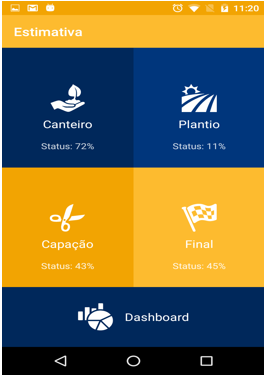 11:20
Estimativa
Canteiro
Plantio
Status: 72%
Status: 11%
Capação
Final
Status: 43%
Status: 45%
Dashboard